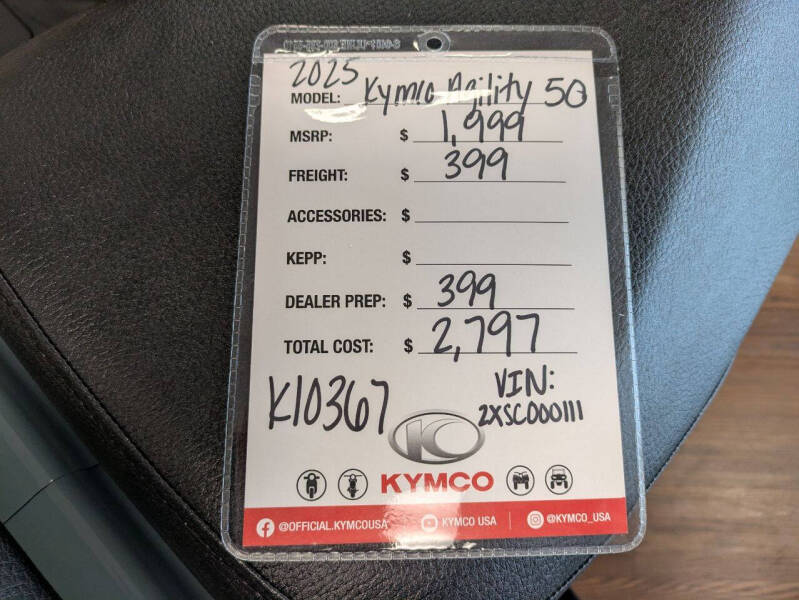 2025
MODEL: Kymco Agility 50
MSRP: $ 1,999
FREIGHT: $ 399
ACCESSORIES: $
KEPP: $
DEALER PREP: $ 399
TOTAL COST: $ 2,797
K10367
VIN:
2XSC000111
KYMCO
@OFFICIAL.KYMCOUSA KYMCO USA @KYMCO_USA